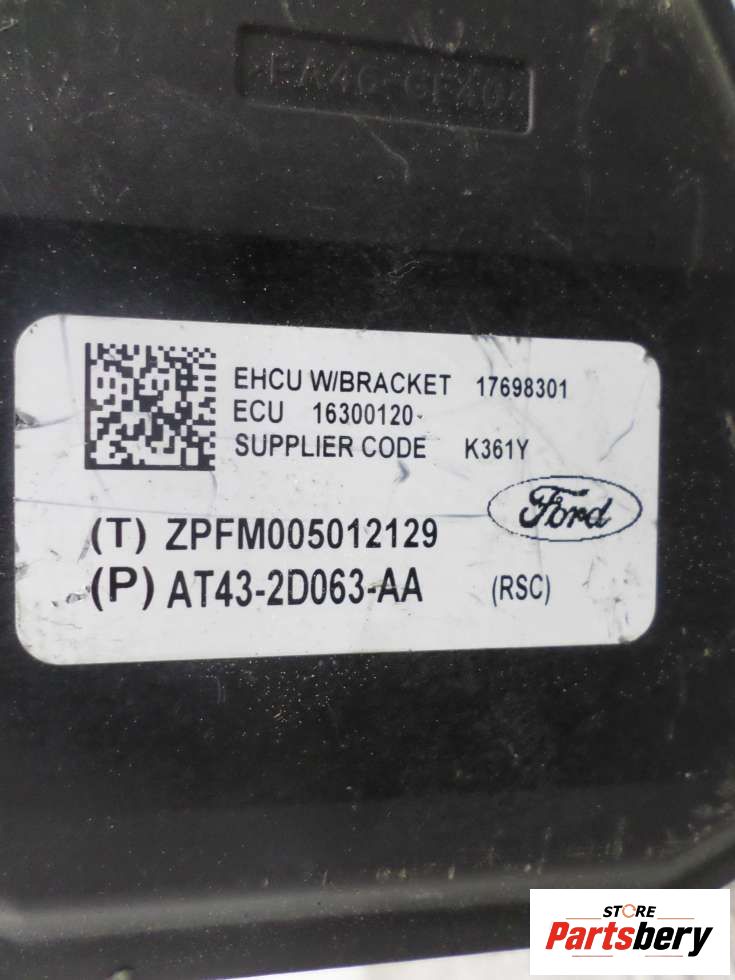 EHCU W/BRACKET 17698301
ECU 16300120
SUPPLIER CODE K361Y
Ford
(T) ZPFM005012129
(P) AT43-2D063-AA (RSC)
STORE
Partsbery